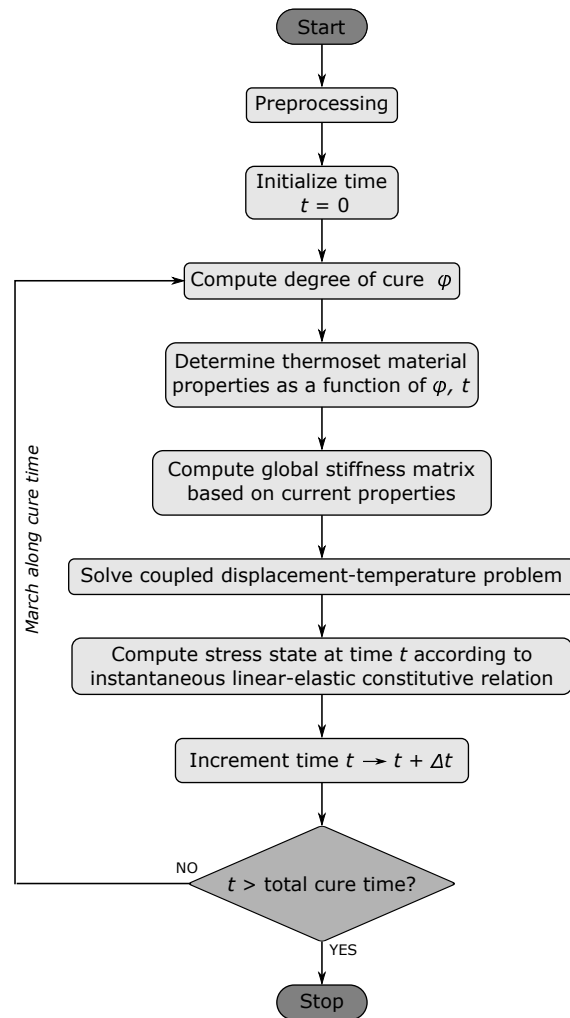 Start
Preprocessing
Initialize time
t = 0
Compute degree of cure φ
Determine thermoset material
properties as a function of φ, t
Compute global stiffness matrix
based on current properties
Solve coupled displacement-temperature problem
Compute stress state at time t according to
instantaneous linear-elastic constitutive relation
Increment time t → t + Δt
t > total cure time?
NO
YES
Stop
March along cure time